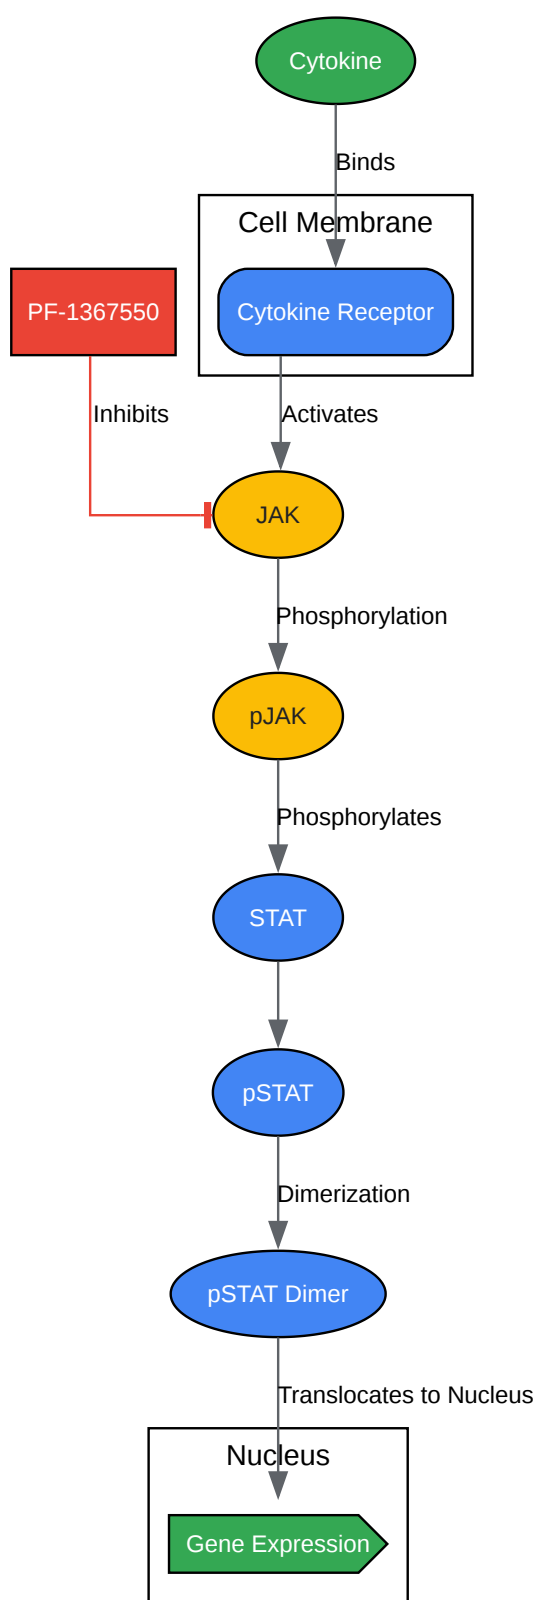 Cytokine
Binds
Cell Membrane
PF-1367550
Cytokine Receptor
Inhibits
Activates
JAK
Phosphorylation
pJAK
Phosphorylates
STAT
pSTAT
Dimerization
pSTAT Dimer
Translocates to Nucleus
Nucleus
Gene Expression